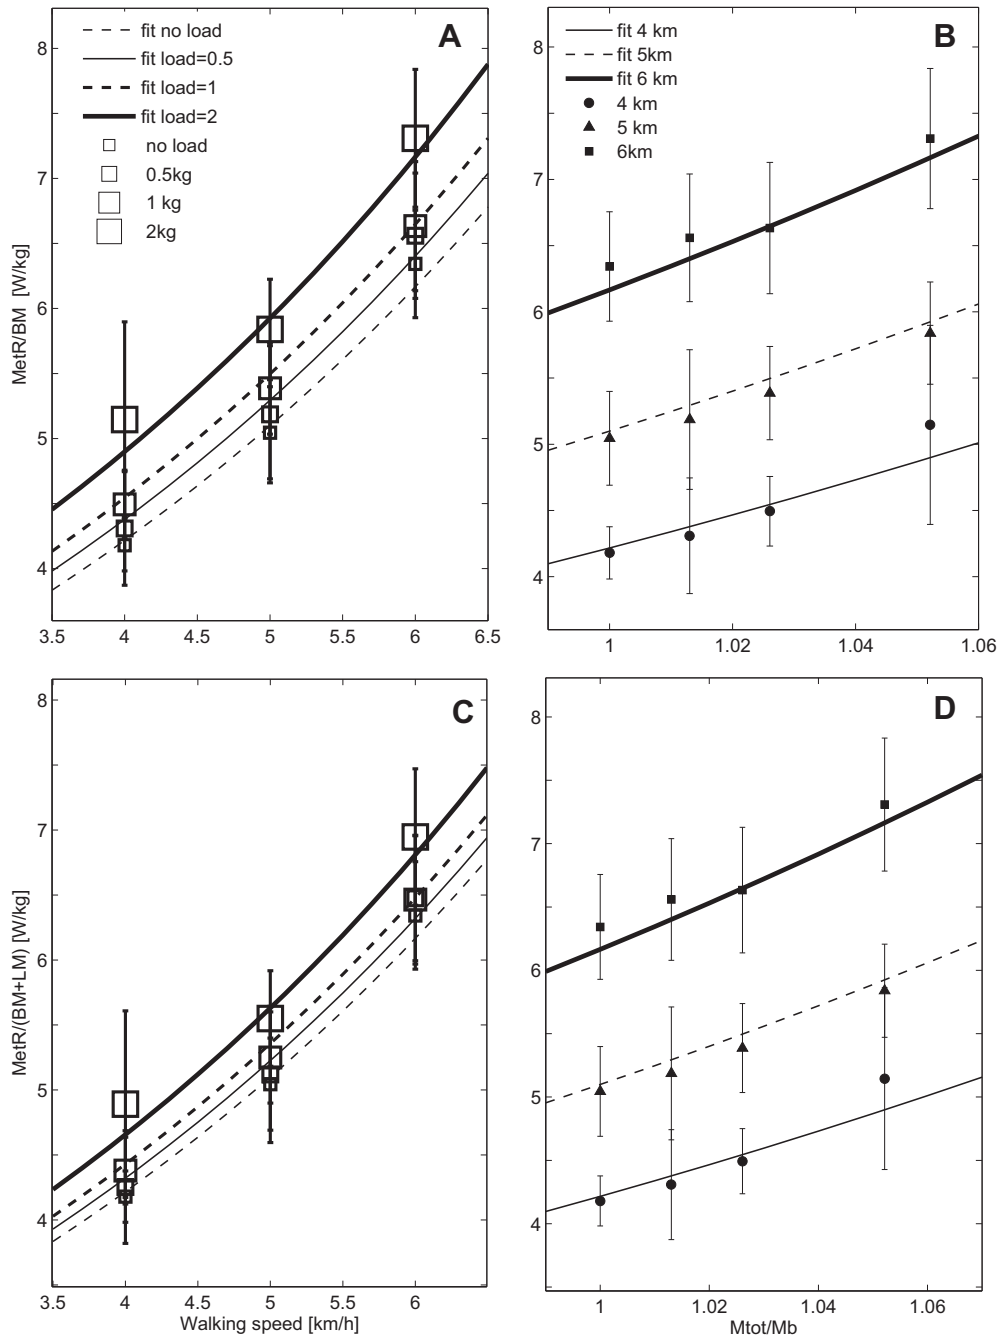 A
fit no load
fit load=0.5
fit load=1
fit load=2
no load
0.5kg
1 kg
2kg
8
7
6
5
4
MetR/BM [W/kg]
3.5 4 4.5 5 5.5 6 6.5
B
fit 4 km
fit 5km
fit 6 km
4 km
5 km
6km
8
7
6
5
4
1 1.02 1.04 1.06
C
8
7
6
5
4
MetR/(BM+LM) [W/kg]
3.5 4 4.5 5 5.5 6 6.5
Walking speed [km/h]
D
8
7
6
5
4
1 1.02 1.04 1.06
Mtot/Mb